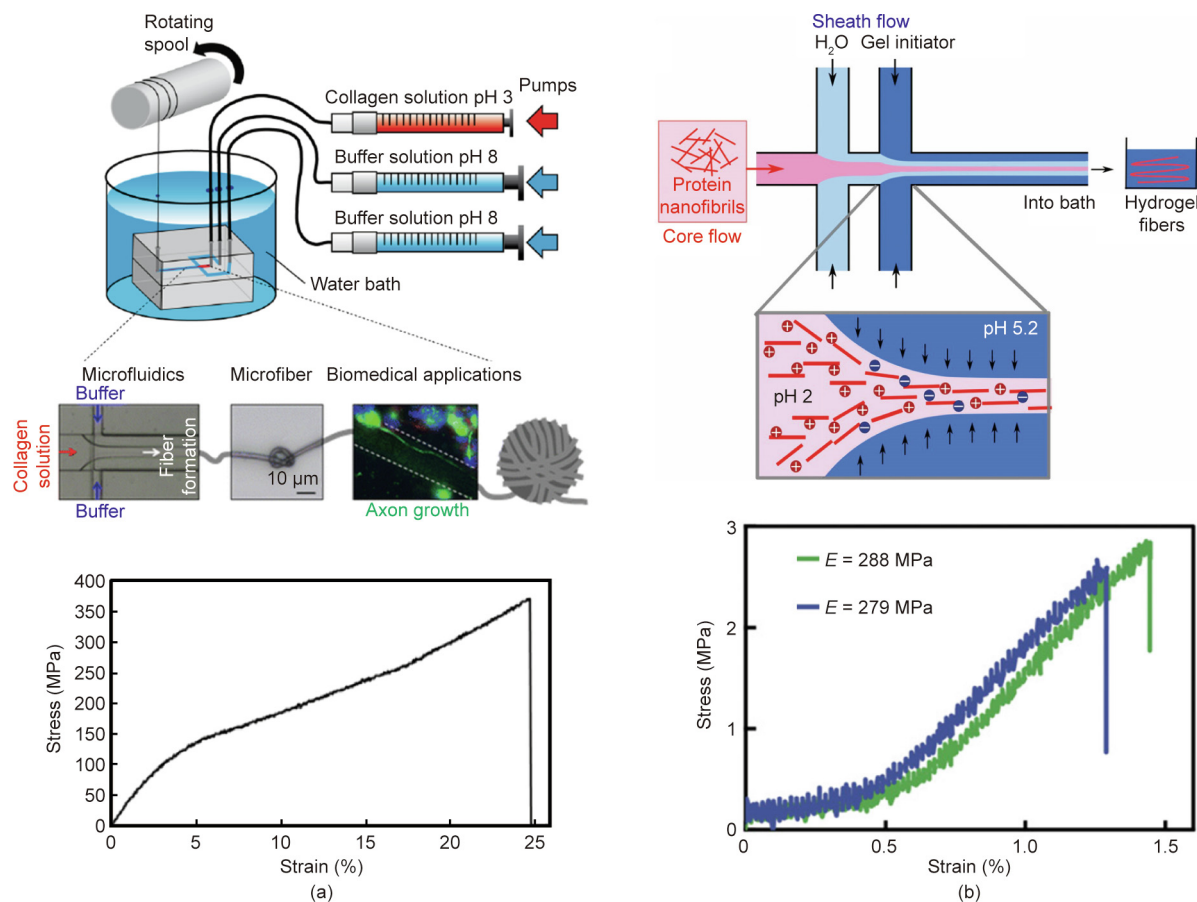 Rotating
spool
Pumps
Collagen solution pH 3
Buffer solution pH 8
Buffer solution pH 8
Water bath
Microfluidics
Microfiber
Biomedical applications
Buffer
Collagen
solution
Fiber
formation
Buffer
10 μm
Axon growth
400
350
300
250
200
150
100
50
0
Stress (MPa)
0
5
10
15
20
25
Strain (%)
(a)
Sheath flow
H2O
Gel initiator
Protein
nanofibrils
Core flow
Into bath
Hydrogel
fibers
pH 5.2
pH 2
+ + + + + + + + + + + +
− − − − − −
3
2
1
0
Stress (MPa)
E = 288 MPa
E = 279 MPa
0
0.5
1.0
1.5
Strain (%)
(b)